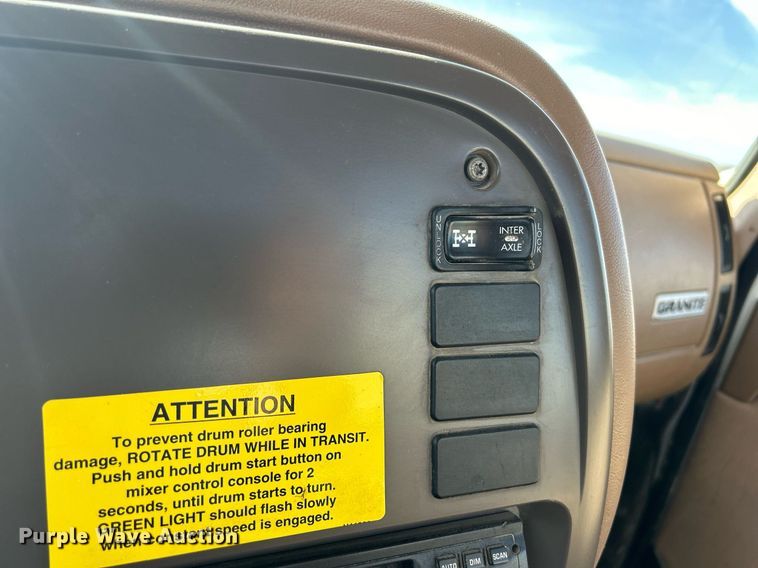 UNLOCK
INTER
AXLE
LOCK
GRANITE
ATTENTION
To prevent drum roller bearing
damage, ROTATE DRUM WHILE IN TRANSIT.
Push and hold drum start button on
mixer control console for 2
seconds, until drum starts to turn.
GREEN LIGHT should flash slowly
when constant speed is engaged.
Purple Wave Auction
AUTO DIM SCAN